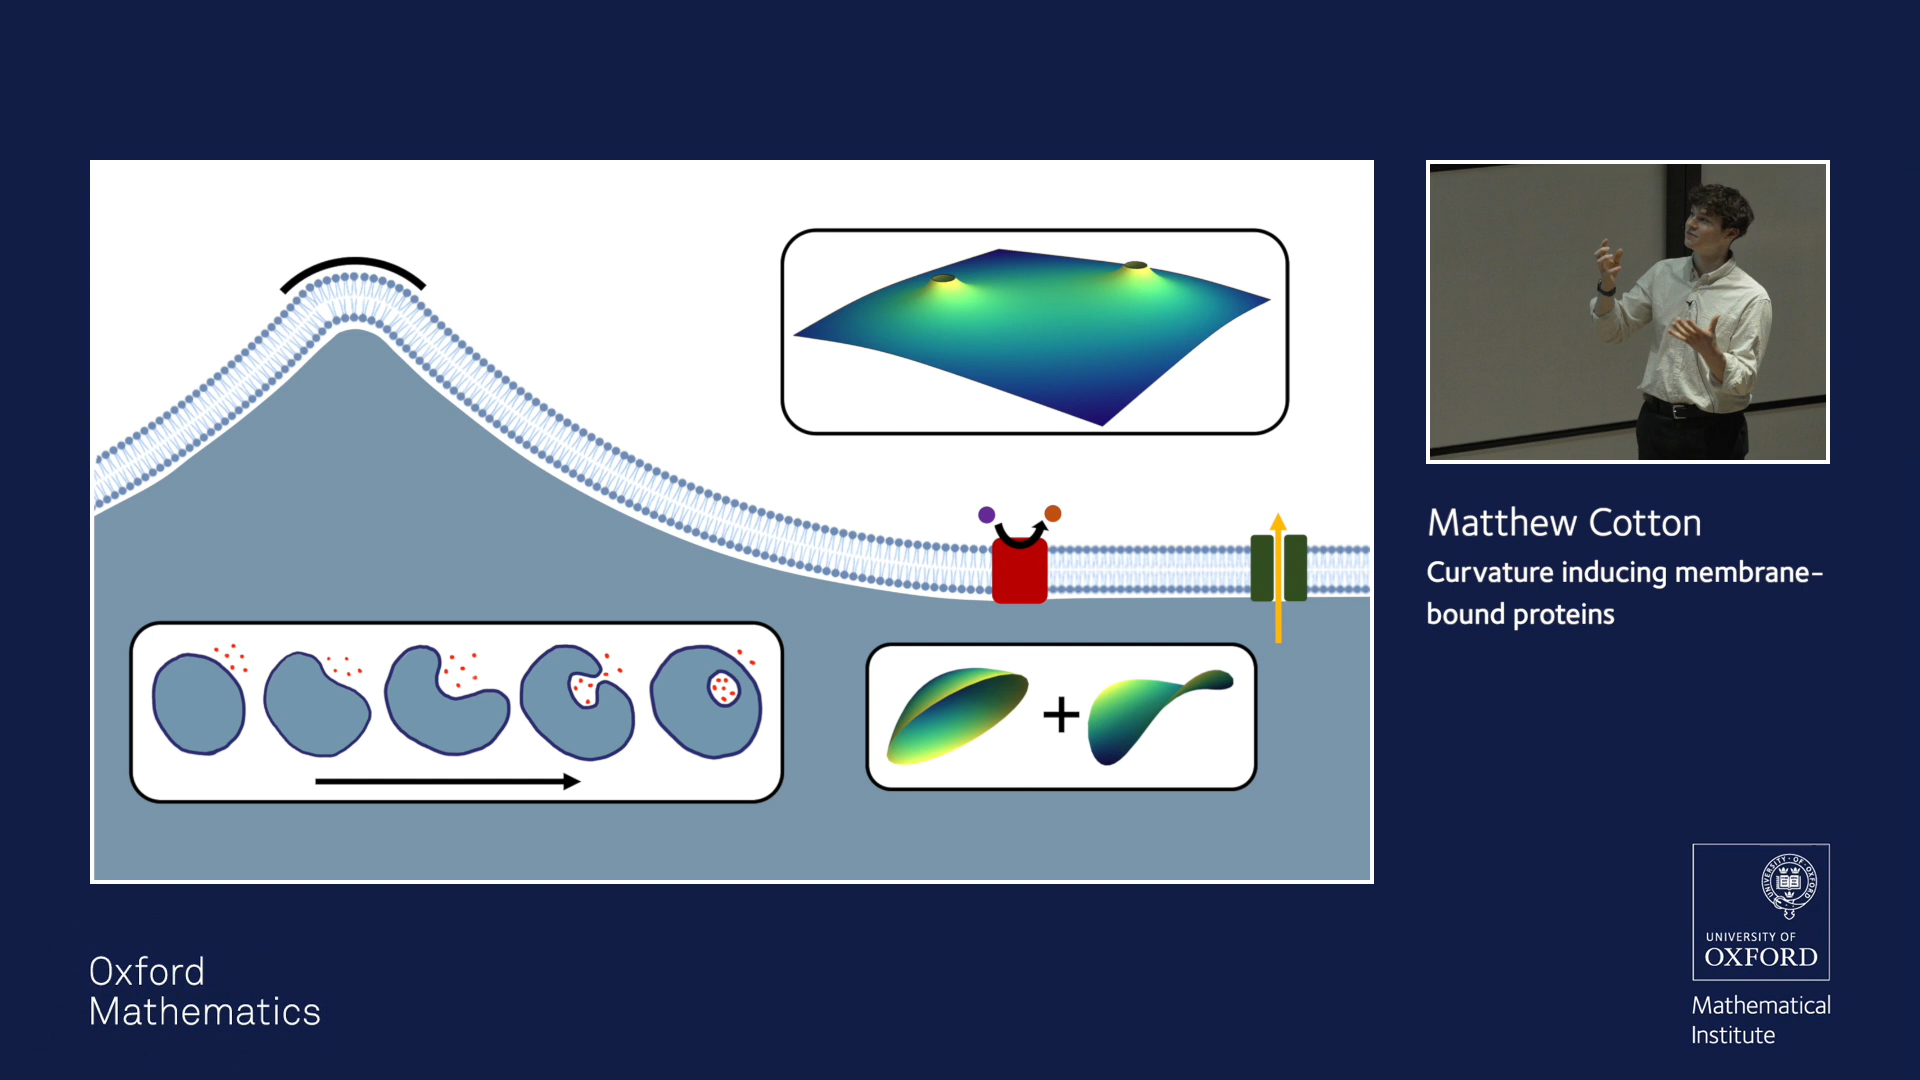 Matthew Cotton
Curvature inducing membrane-
bound proteins
Oxford
Mathematics
UNIVERSITY OF
OXFORD
Mathematical
Institute